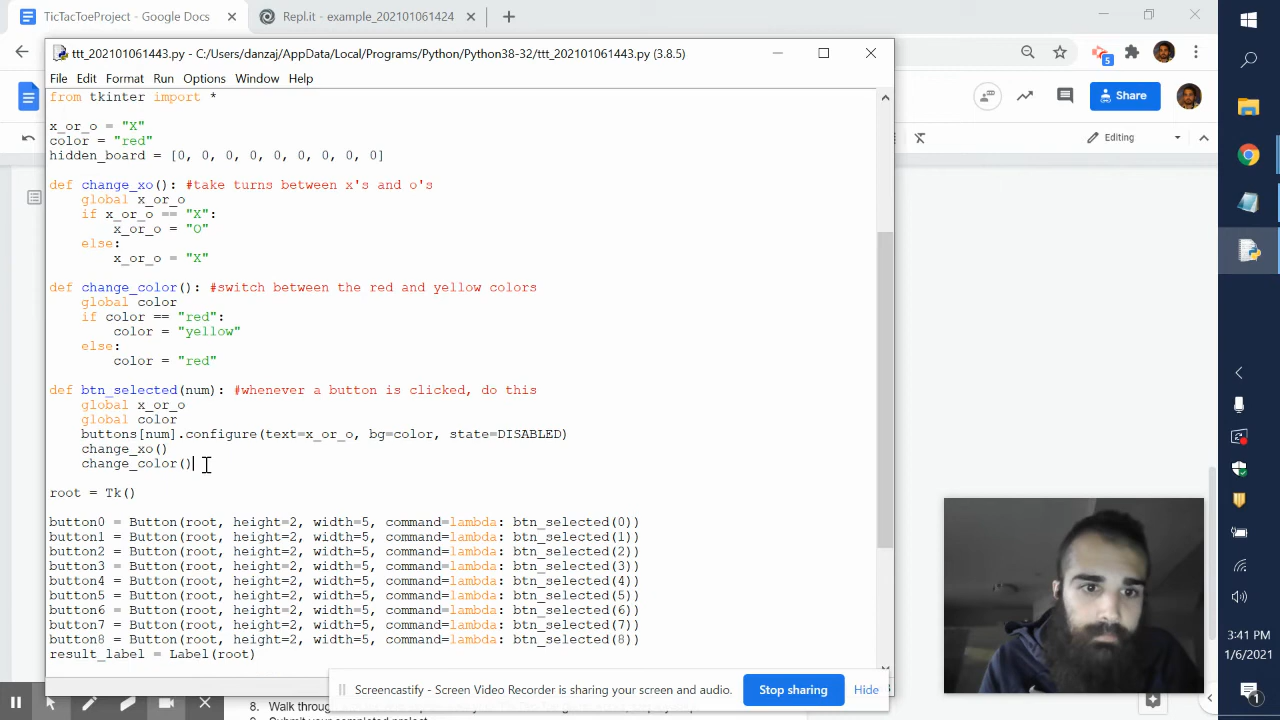 TicTacToeProject - Google Docs
Repl.it - example_202101061424
ttt_202101061443.py - C:/Users/danzaj/AppData/Local/Programs/Python/Python38-32/ttt_202101061443.py (3.8.5)
File Edit Format Run Options Window Help
5
Share
Editing
from tkinter import *
x_or_o = "X"
color = "red"
hidden_board = [0, 0, 0, 0, 0, 0, 0, 0, 0]
def change_xo(): #take turns between x's and o's
global x_or_o
if x_or_o == "X":
x_or_o = "O"
else:
x_or_o = "X"
def change_color(): #switch between the red and yellow colors
global color
if color == "red":
color = "yellow"
else:
color = "red"
def btn_selected(num): #whenever a button is clicked, do this
global x_or_o
global color
buttons[num].configure(text=x_or_o, bg=color, state=DISABLED)
change_xo()
change_color()
root = Tk()
button0 = Button(root, height=2, width=5, command=lambda: btn_selected(0))
button1 = Button(root, height=2, width=5, command=lambda: btn_selected(1))
button2 = Button(root, height=2, width=5, command=lambda: btn_selected(2))
button3 = Button(root, height=2, width=5, command=lambda: btn_selected(3))
button4 = Button(root, height=2, width=5, command=lambda: btn_selected(4))
button5 = Button(root, height=2, width=5, command=lambda: btn_selected(5))
button6 = Button(root, height=2, width=5, command=lambda: btn_selected(6))
button7 = Button(root, height=2, width=5, command=lambda: btn_selected(7))
button8 = Button(root, height=2, width=5, command=lambda: btn_selected(8))
result_label = Label(root)
Screencastify - Screen Video Recorder is sharing your screen and audio. Stop sharing Hide
8. Walk through
3:41 PM
1/6/2021
1